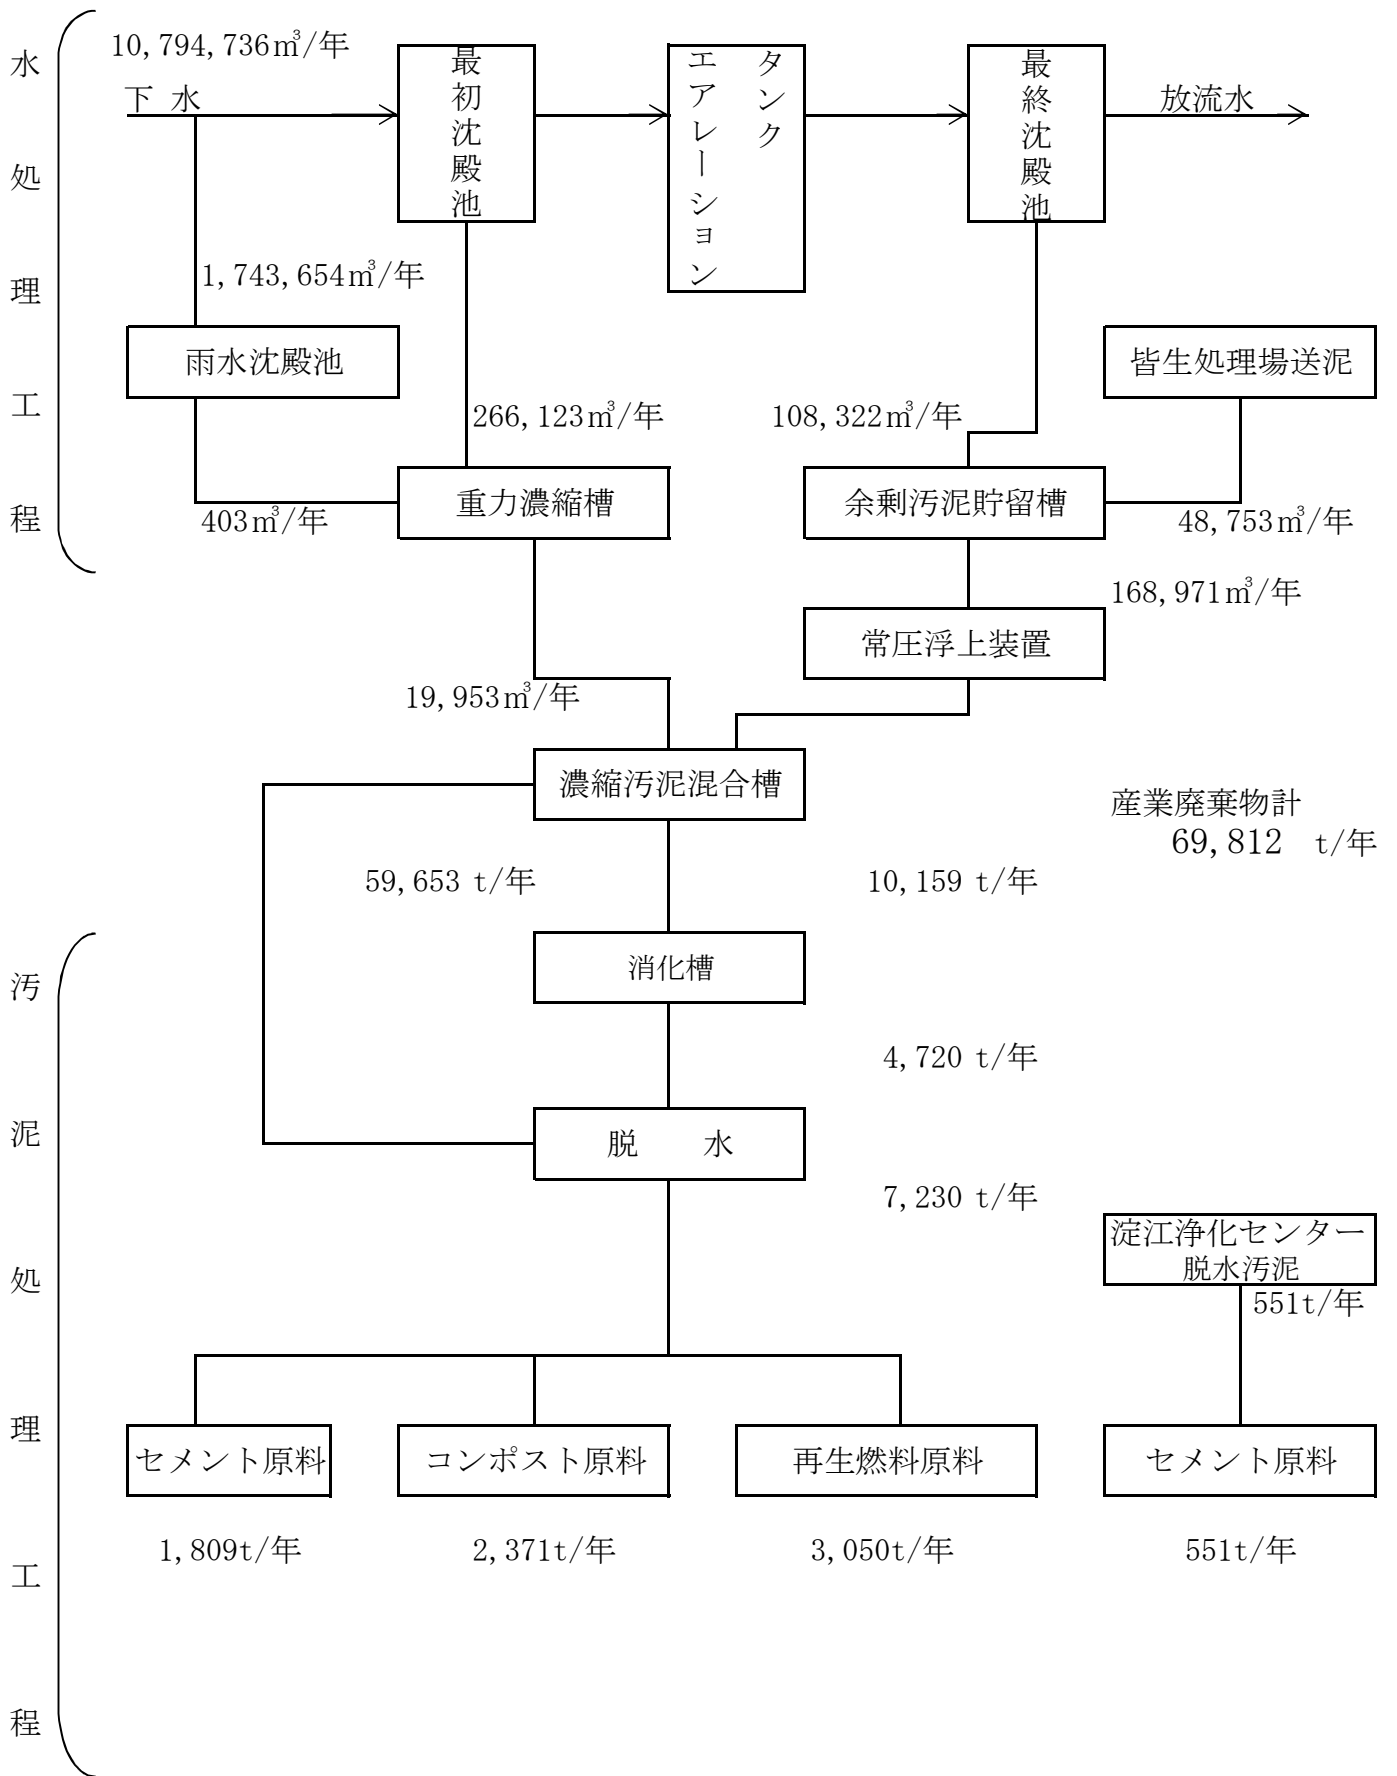 水処理工程
10,794,736㎥/年
下 水
最初沈殿池
エアレーション
タンク
最終沈殿池
放流水
1,743,654㎥/年
雨水沈殿池
皆生処理場送泥
266,123㎥/年
108,322㎥/年
重力濃縮槽
余剰汚泥貯留槽
403㎥/年
48,753㎥/年
168,971㎥/年
常圧浮上装置
19,953㎥/年
濃縮汚泥混合槽
産業廃棄物計
69,812 t/年
59,653 t/年
10,159 t/年
汚泥処理工程
消化槽
4,720 t/年
脱 水
7,230 t/年
淀江浄化センター
脱水汚泥
551t/年
セメント原料
コンポスト原料
再生燃料原料
セメント原料
1,809t/年
2,371t/年
3,050t/年
551t/年